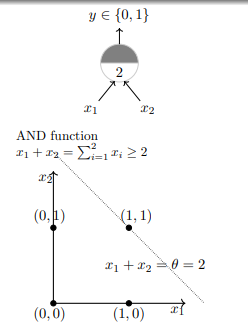 y ∈ {0, 1}
2
x₁ x₂
AND function
x₁ + x₂ = ∑²ᵢ₌₁ xᵢ ≥ 2
x₂
(0, 1) (1, 1)
x₁ + x₂ = θ = 2
x₁
(0, 0) (1, 0)